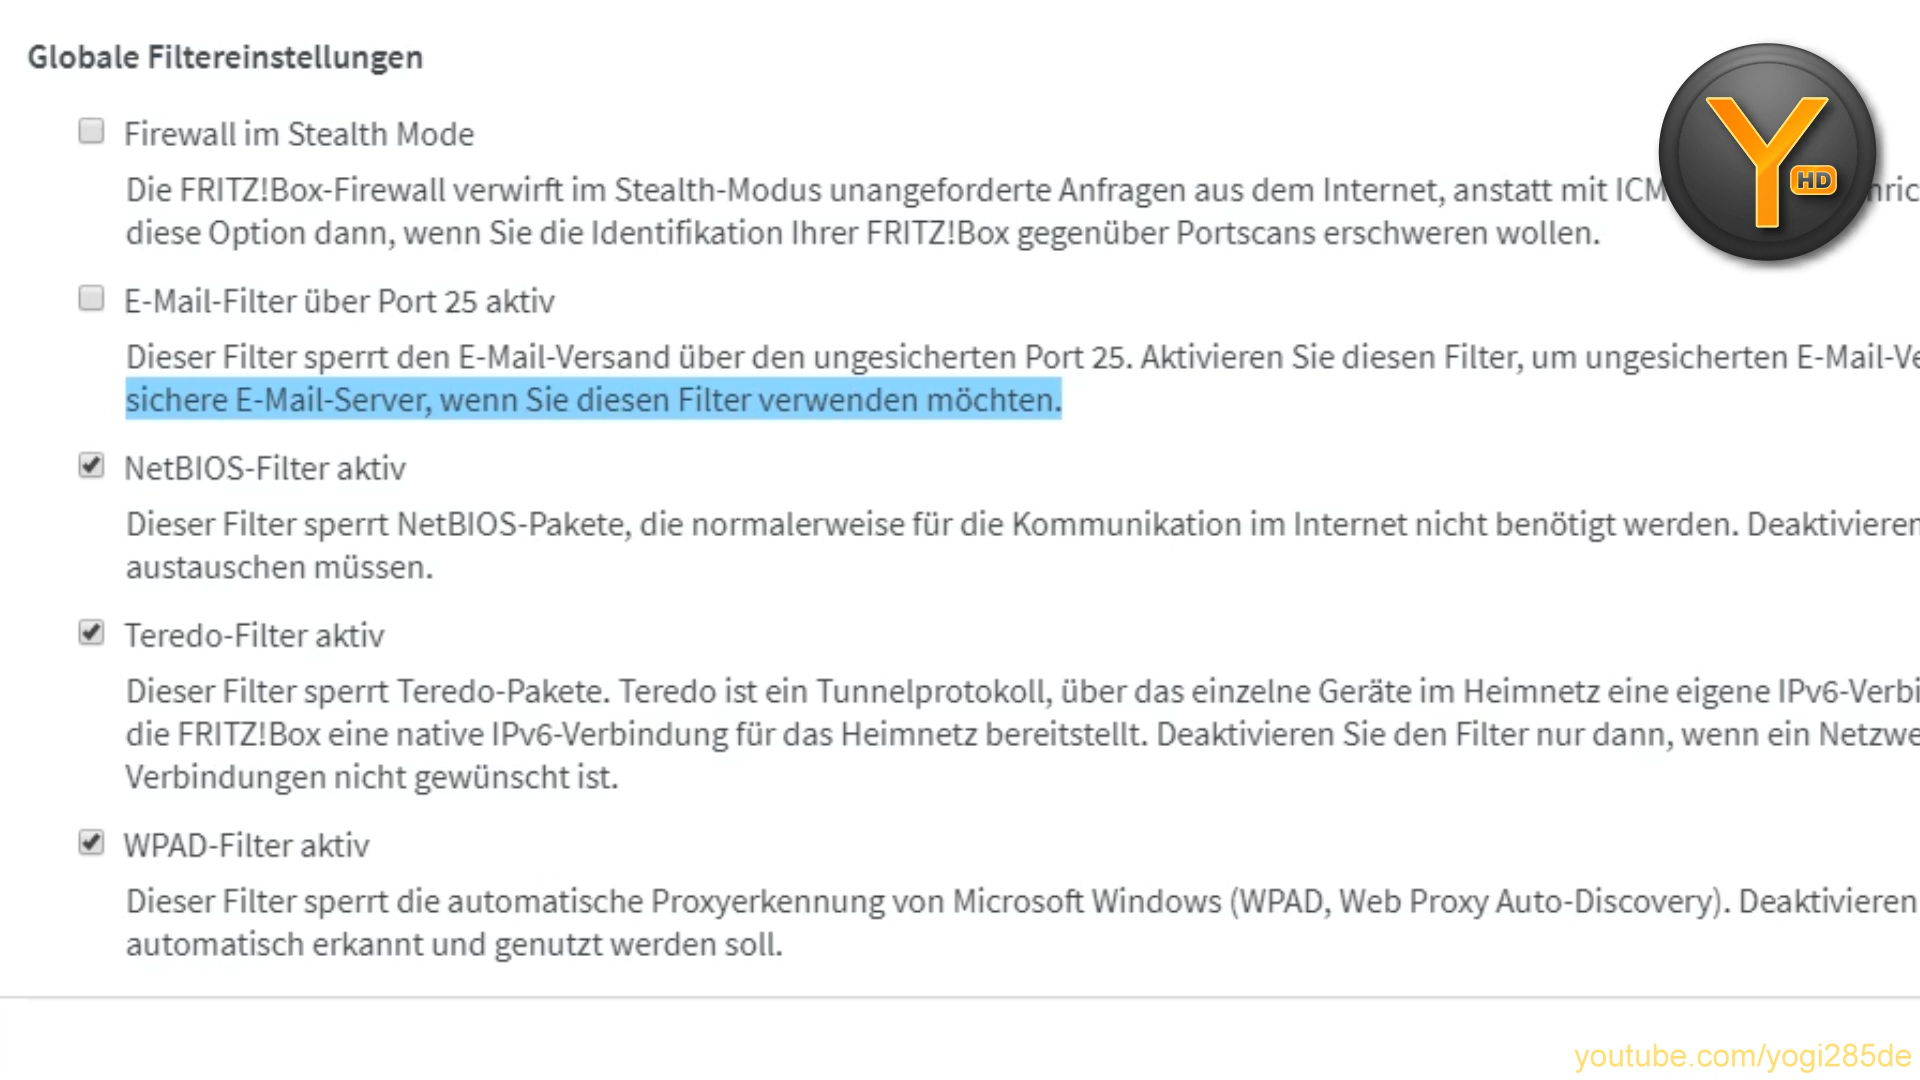 Globale Filtereinstellungen
Firewall im Stealth Mode
Die FRITZ!Box-Firewall verwirft im Stealth-Modus unangeforderte Anfragen aus dem Internet, anstatt mit
diese Option dann, wenn Sie die Identifikation Ihrer FRITZ!Box gegenüber Portscans erschweren wollen.
E-Mail-Filter über Port 25 aktiv
Dieser Filter sperrt den E-Mail-Versand über den ungesicherten Port 25. Aktivieren Sie diesen Filter, um ungesicherten
sichere E-Mail-Server, wenn Sie diesen Filter verwenden möchten.
NetBIOS-Filter aktiv
Dieser Filter sperrt NetBIOS-Pakete, die normalerweise für die Kommunikation im Internet nicht benötigt werden. Deaktivieren
austauschen müssen.
Teredo-Filter aktiv
Dieser Filter sperrt Teredo-Pakete. Teredo ist ein Tunnelprotokoll, über das einzelne Geräte im Heimnetz eine eigene
die FRITZ!Box eine native IPv6-Verbindung für das Heimnetz bereitstellt. Deaktivieren Sie den Filter nur dann, wenn ein
Verbindungen nicht gewünscht ist.
WPAD-Filter aktiv
Dieser Filter sperrt die automatische Proxyerkennung von Microsoft Windows (WPAD, Web Proxy Auto-Discovery). Deaktivieren
automatisch erkannt und genutzt werden soll.
Y HD
youtube.com/yogi285de